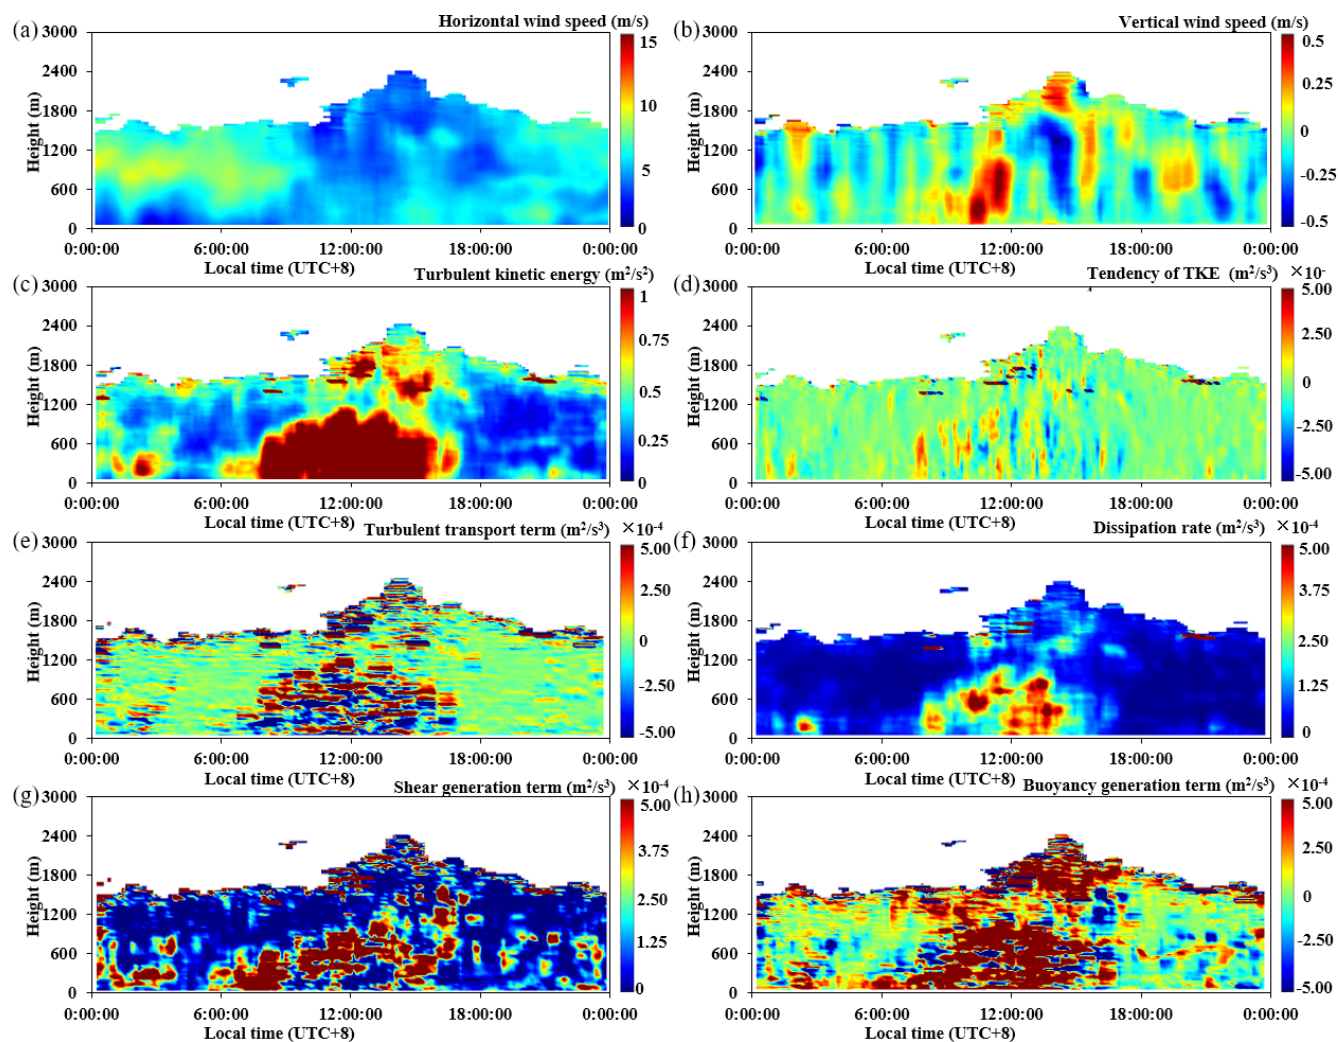 (a) Horizontal wind speed (m/s)
3000
2400
1800
1200
600
0
Height (m)
15
10
5
0
0:00:00 6:00:00 12:00:00 18:00:00 0:00:00
Local time (UTC+8)
(b) Vertical wind speed (m/s)
3000
2400
1800
1200
600
0
Height (m)
0.5
0.25
0
-0.25
-0.5
0:00:00 6:00:00 12:00:00 18:00:00 0:00:00
Local time (UTC+8)
(c) Turbulent kinetic energy (m²/s²)
3000
2400
1800
1200
600
0
Height (m)
1
0.75
0.5
0.25
0
0:00:00 6:00:00 12:00:00 18:00:00 0:00:00
Local time (UTC+8)
(d) Tendency of TKE (m²/s³) ×10⁻
3000
2400
1800
1200
600
0
Height (m)
5.00
2.50
0
-2.50
-5.00
0:00:00 6:00:00 12:00:00 18:00:00 0:00:00
Local time (UTC+8)
(e) Turbulent transport term (m²/s³) ×10⁻⁴
3000
2400
1800
1200
600
0
Height (m)
5.00
2.50
0
-2.50
-5.00
0:00:00 6:00:00 12:00:00 18:00:00 0:00:00
Local time (UTC+8)
(f) Dissipation rate (m²/s³) ×10⁻⁴
3000
2400
1800
1200
600
0
Height (m)
5.00
3.75
2.50
1.25
0
0:00:00 6:00:00 12:00:00 18:00:00 0:00:00
Local time (UTC+8)
(g) Shear generation term (m²/s³) ×10⁻⁴
3000
2400
1800
1200
600
0
Height (m)
5.00
3.75
2.50
1.25
0
0:00:00 6:00:00 12:00:00 18:00:00 0:00:00
Local time (UTC+8)
(h) Buoyancy generation term (m²/s³) ×10⁻⁴
3000
2400
1800
1200
600
0
Height (m)
5.00
2.50
0
-2.50
-5.00
0:00:00 6:00:00 12:00:00 18:00:00 0:00:00
Local time (UTC+8)